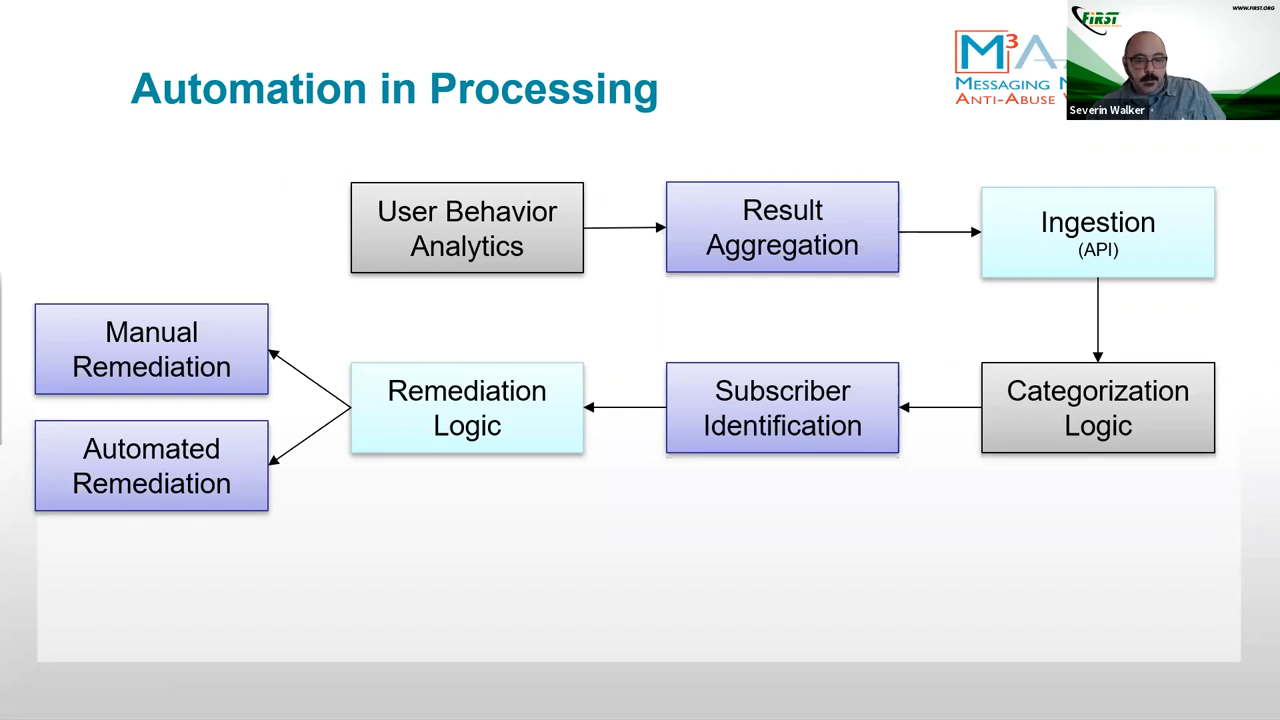 Automation in Processing
M3A
MESSAGING
ANTI-ABUSE
FIRST
WWW.FIRST.ORG
Severin Walker
User Behavior
Analytics
Result
Aggregation
Ingestion
(API)
Manual
Remediation
Automated
Remediation
Remediation
Logic
Subscriber
Identification
Categorization
Logic